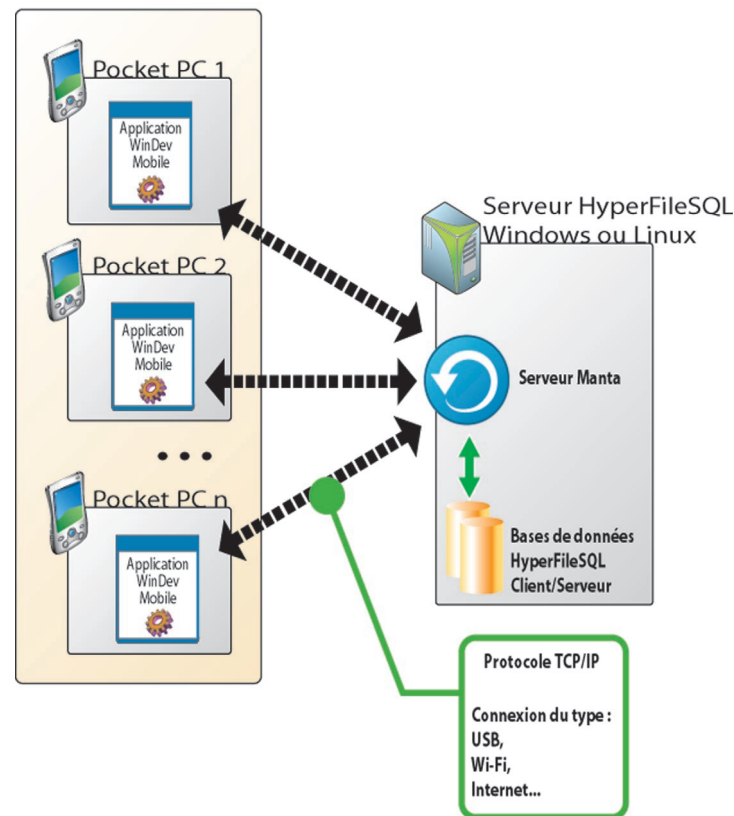 Pocket PC 1
Application
WinDev
Mobile
Pocket PC 2
Application
WinDev
Mobile
...
Pocket PC n
Application
WinDev
Mobile
Serveur HyperFileSQL
Windows ou Linux
Serveur Manta
Bases de données
HyperFileSQL
Client/Serveur
Protocole TCP/IP
Connexion du type :
USB,
Wi-Fi,
Internet...